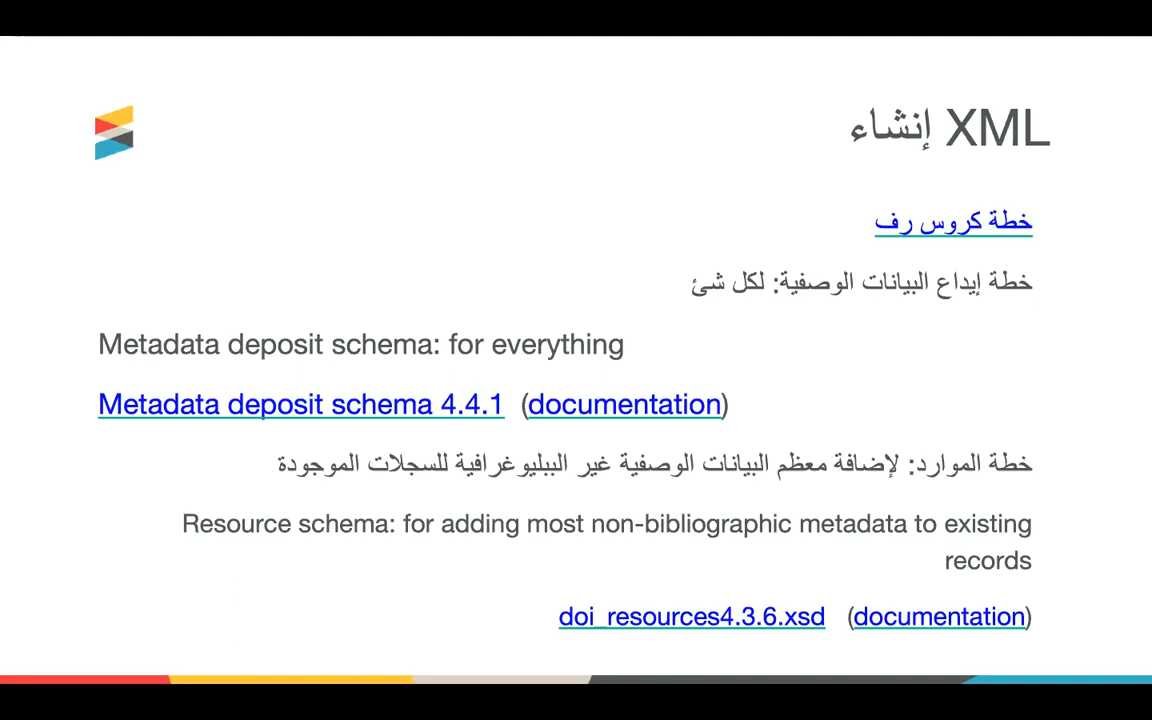 إنشاء XML
خطة كروس رف
خطة إيداع البيانات الوصفية: لكل شئ
Metadata deposit schema: for everything
Metadata deposit schema 4.4.1 (documentation)
خطة الموارد: لإضافة معظم البيانات الوصفية غير الببليوغرافية للسجلات الموجودة
Resource schema: for adding most non-bibliographic metadata to existing
records
doi_resources4.3.6.xsd (documentation)